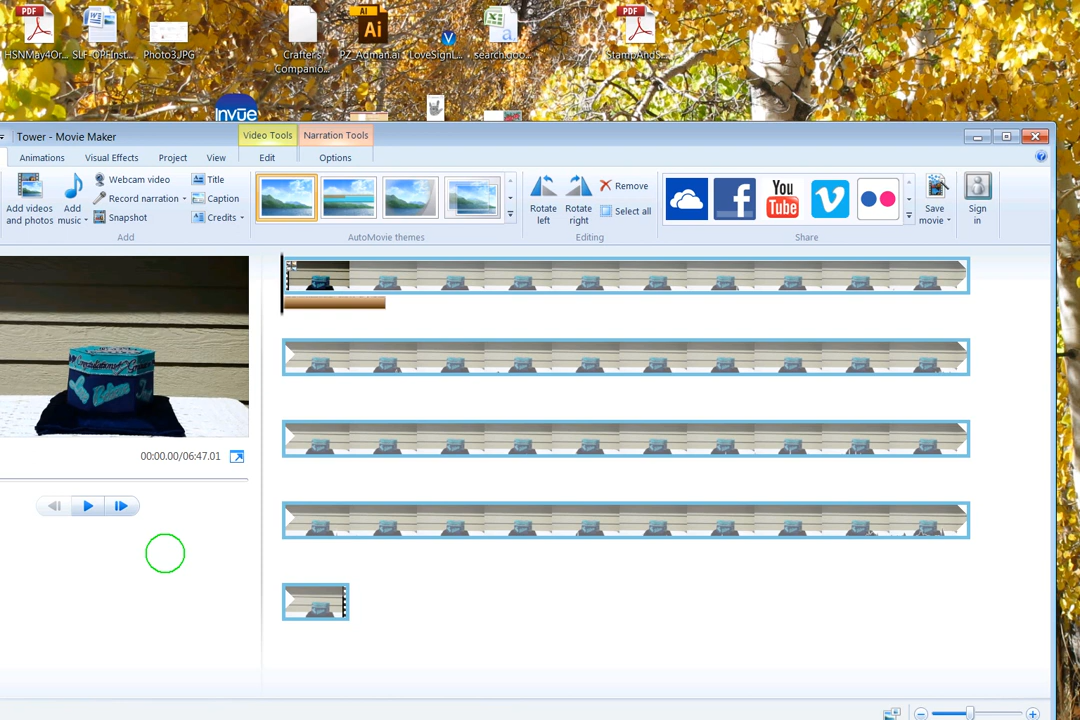 HSNMay4Or...
SLF_OPFInst...
Photo3.JPG
Crafter's
Companio...
Ai
PZ_Adman.ai
LoveSignL...
search.goo...
StampAndS...
PDF
AI
PDF
invue
Tower - Movie Maker
Video Tools
Narration Tools
Animations
Visual Effects
Project
View
Edit
Options
Add videos
and photos
Add
music
Webcam video
Record narration
Snapshot
Title
Caption
Credits
Add
AutoMovie themes
Rotate
left
Rotate
right
Remove
Select all
Editing
You
Tube
Share
Save
movie
Sign
in
00:00.00/06:47.01